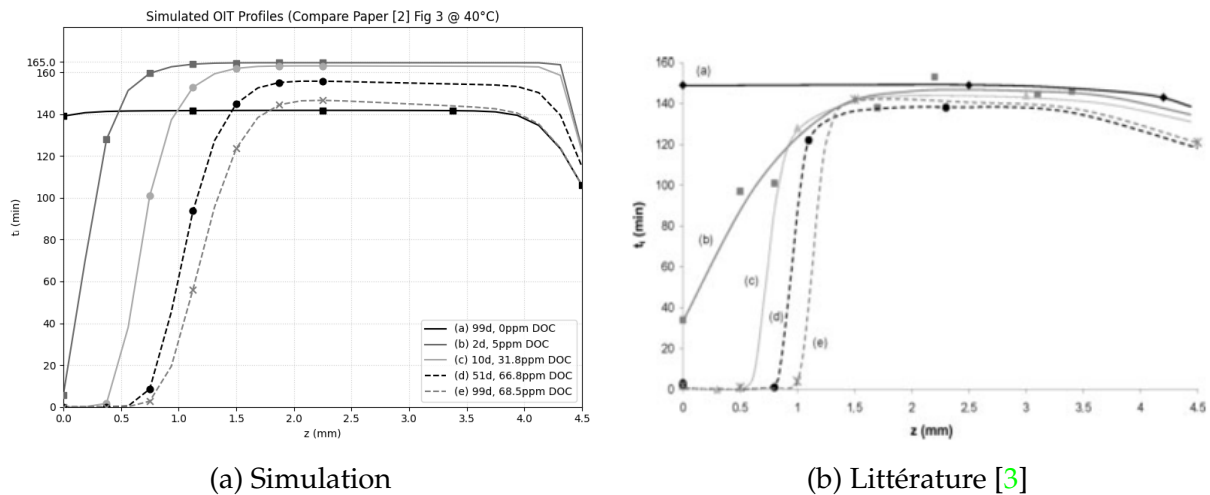 Simulated OIT Profiles (Compare Paper [2] Fig 3 @ 40°C)
165.0
160
140
120
100
80
60
40
20
0
tᵢ (min)
0.0 0.5 1.0 1.5 2.0 2.5 3.0 3.5 4.0 4.5
z (mm)
(a) 99d, 0ppm DOC
(b) 2d, 5ppm DOC
(c) 10d, 31.8ppm DOC
(d) 51d, 66.8ppm DOC
(e) 99d, 68.5ppm DOC
(a) Simulation
160
140
120
100
80
60
40
20
0
tᵢ (min)
(a)
(b)
(c)
(d)
(e)
0 0.5 1 1.5 2 2.5 3 3.5 4 4.5
z (mm)
(b) Littérature [3]